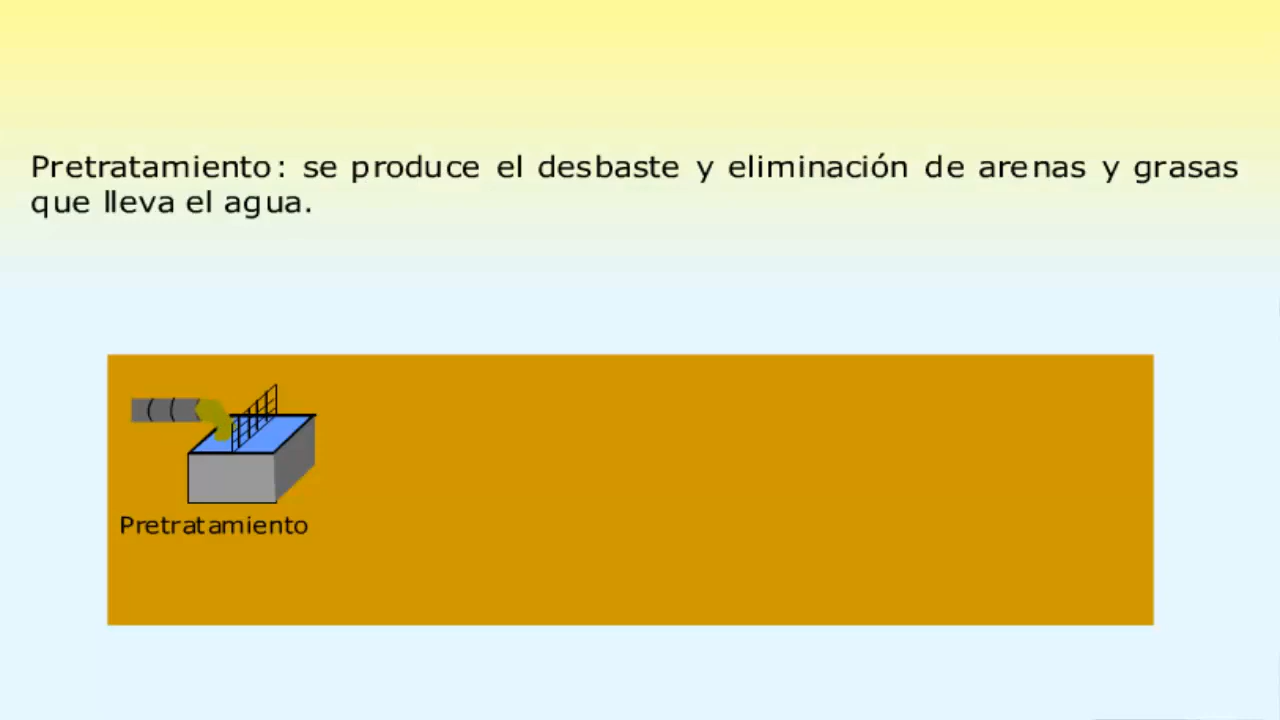 Pretratamiento: se produce el desbaste y eliminación de arenas y grasas
que lleva el agua.
Pretratamiento